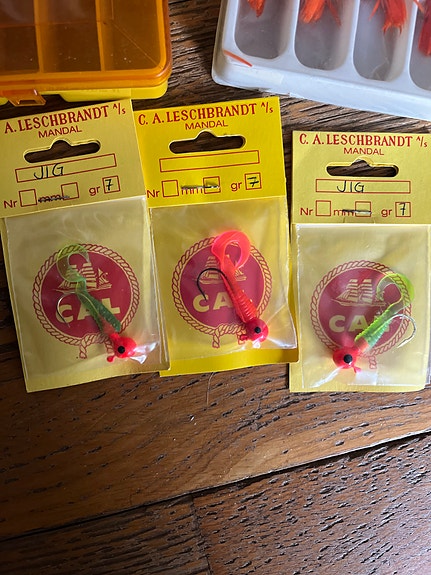 A. LESCHBRANDT A/s
MANDAL
JIG
Nr mm gr 7
CAL
C. A. LESCHBRANDT A/s
MANDAL
Nr mm gr 7
CAL
C. A. LESCHBRANDT A/s
MANDAL
JIG
Nr mm gr 7
CAL